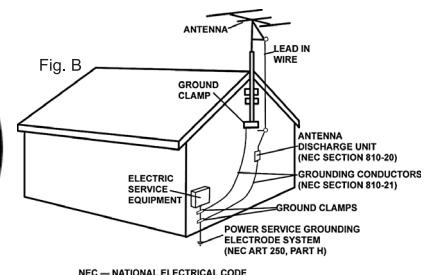 ANTENNA
LEAD IN
WIRE
Fig. B
GROUND
CLAMP
ANTENNA
DISCHARGE UNIT
(NEC SECTION 810-20)
ELECTRIC
SERVICE
EQUIPMENT
GROUNDING CONDUCTORS
(NEC SECTION 810-21)
GROUND CLAMPS
POWER SERVICE GROUNDING
ELECTRODE SYSTEM
(NEC ART 250, PART H)
NEC — NATIONAL ELECTRICAL CODE